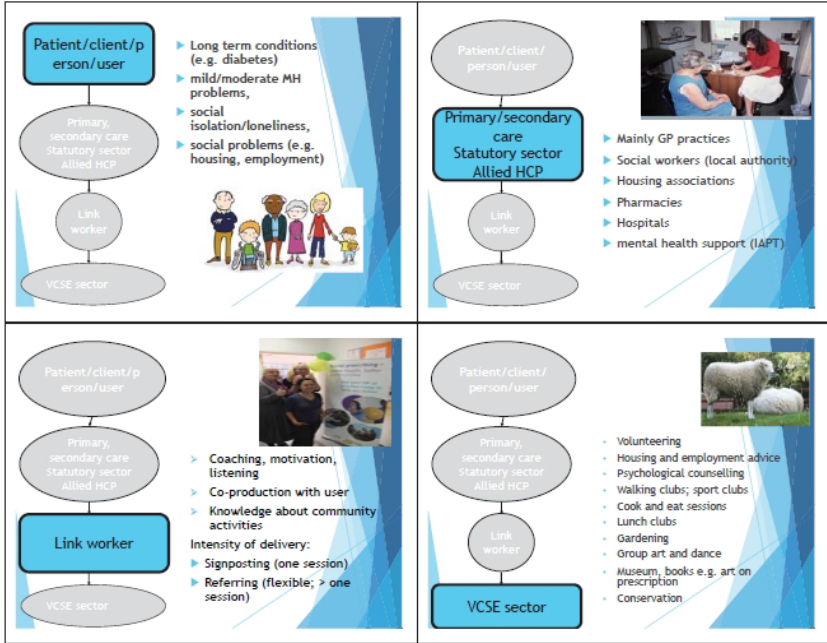 Patient/client/p
erson/user
Primary,
secondary care
Statutory sector
Allied HCP
Link
worker
VCSE sector
Long term conditions
(e.g. diabetes)
mild/moderate MH
problems,
social
isolation/loneliness,
social problems (e.g.
housing, employment)
Patient/client/
person/user
Primary/secondary
care
Statutory sector
Allied HCP
Link
worker
VCSE sector
Mainly GP practices
Social workers (local authority)
Housing associations
Pharmacies
Hospitals
mental health support (IAPT)
Patient/client/p
erson/user
Primary,
secondary care
Statutory sector
Allied HCP
Link worker
VCSE sector
Coaching, motivation,
listening
Co-production with user
Knowledge about community
activities
Intensity of delivery:
Signposting (one session)
Referring (flexible; > one
session)
Patient/client/
person/user
Primary,
secondary care
Statutory sector
Allied HCP
Link
worker
VCSE sector
Volunteering
Housing and employment advice
Psychological counselling
Walking clubs; sport clubs
Cook and eat sessions
Lunch clubs
Gardening
Group art and dance
Museum, books e.g. art on
prescription
Conservation